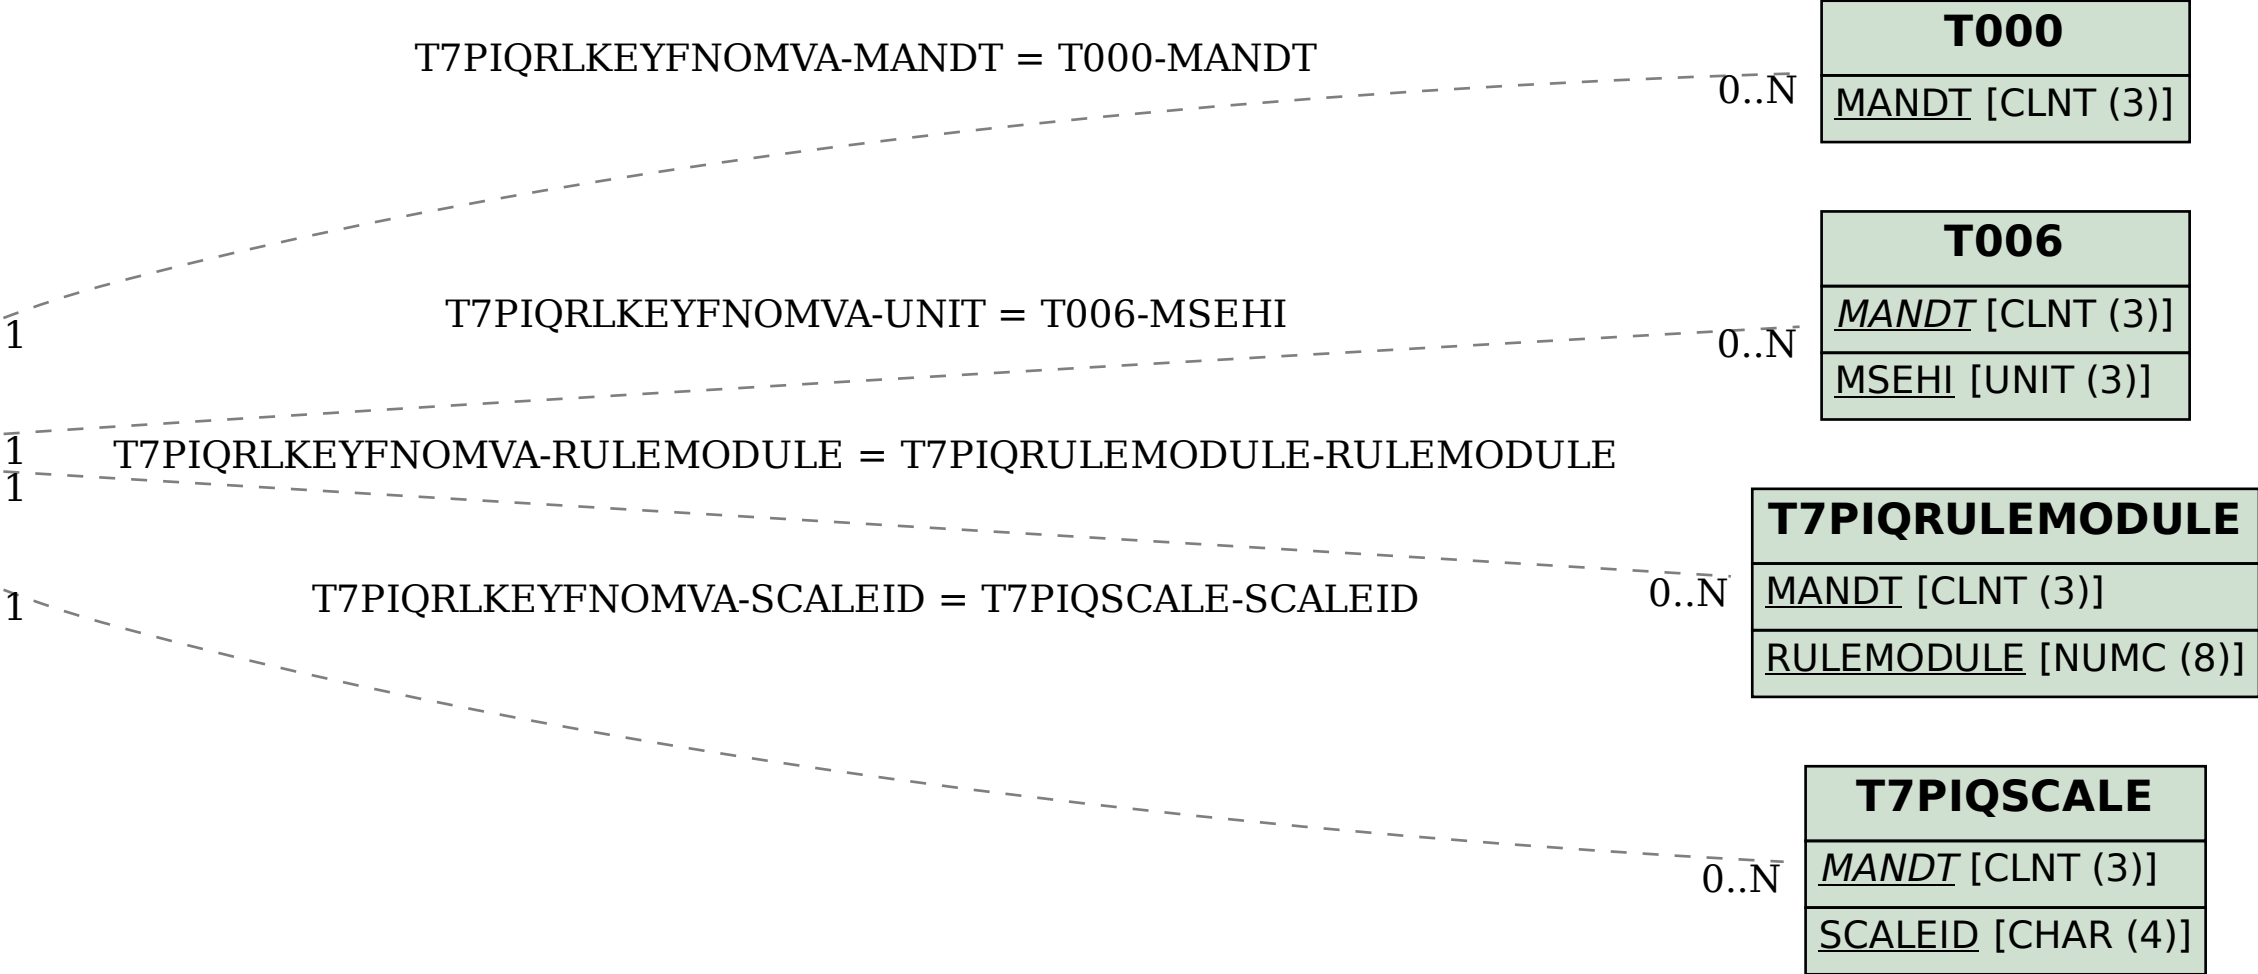 T000
T7PIQRLKEYFNOMVA-MANDT = T000-MANDT
0..N
MANDT [CLNT (3)]
1
T006
T7PIQRLKEYFNOMVA-UNIT = T006-MSEHI
0..N
MANDT [CLNT (3)]
MSEHI [UNIT (3)]
1
T7PIQRLKEYFNOMVA-RULEMODULE = T7PIQRULEMODULE-RULEMODULE
1
T7PIQRULEMODULE
0..N
MANDT [CLNT (3)]
RULEMODULE [NUMC (8)]
T7PIQRLKEYFNOMVA-SCALEID = T7PIQSCALE-SCALEID
1
T7PIQSCALE
0..N
MANDT [CLNT (3)]
SCALEID [CHAR (4)]